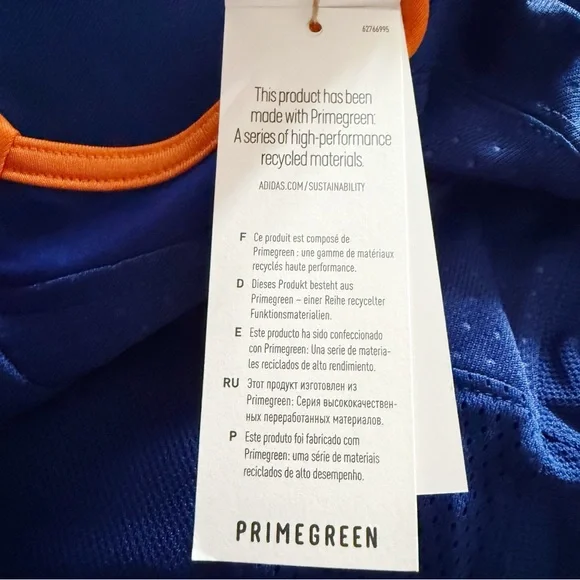 62766995
This product has been
made with Primegreen:
A series of high-performance
recycled materials.
ADIDAS.COM/SUSTAINABILITY
F Ce produit est composé de
Primegreen : une gamme de matériaux
recyclés haute performance.
D Dieses Produkt besteht aus
Primegreen – einer Reihe recycelter
Funktionsmaterialien.
E Este producto ha sido confeccionado
con Primegreen: Una serie de materia-
les reciclados de alto rendimiento.
RU Этот продукт изготовлен из
Primegreen: Серия высококачествен-
ных переработанных материалов.
P Este produto foi fabricado com
Primegreen: uma série de materiais
reciclados de alto desempenho.
PRIMEGREEN